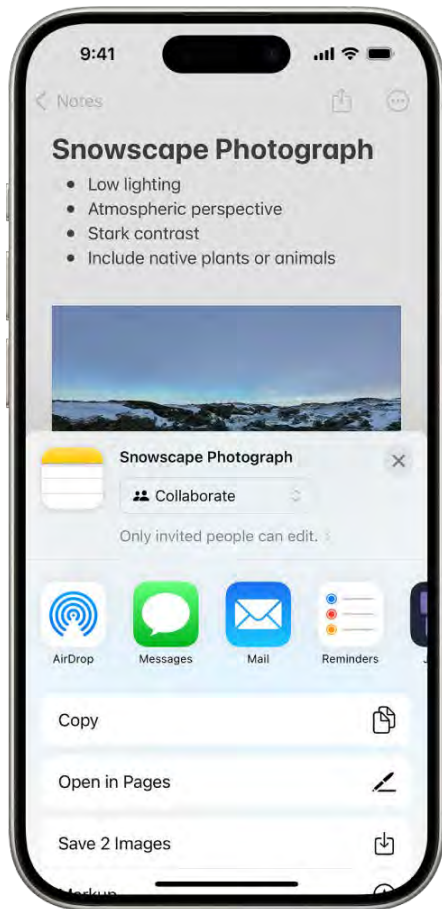 9:41
Notes
Snowscape Photograph
• Low lighting
• Atmospheric perspective
• Stark contrast
• Include native plants or animals
Snowscape Photograph
Collaborate
Only invited people can edit.
AirDrop
Messages
Mail
Reminders
Copy
Open in Pages
Save 2 Images
Markup